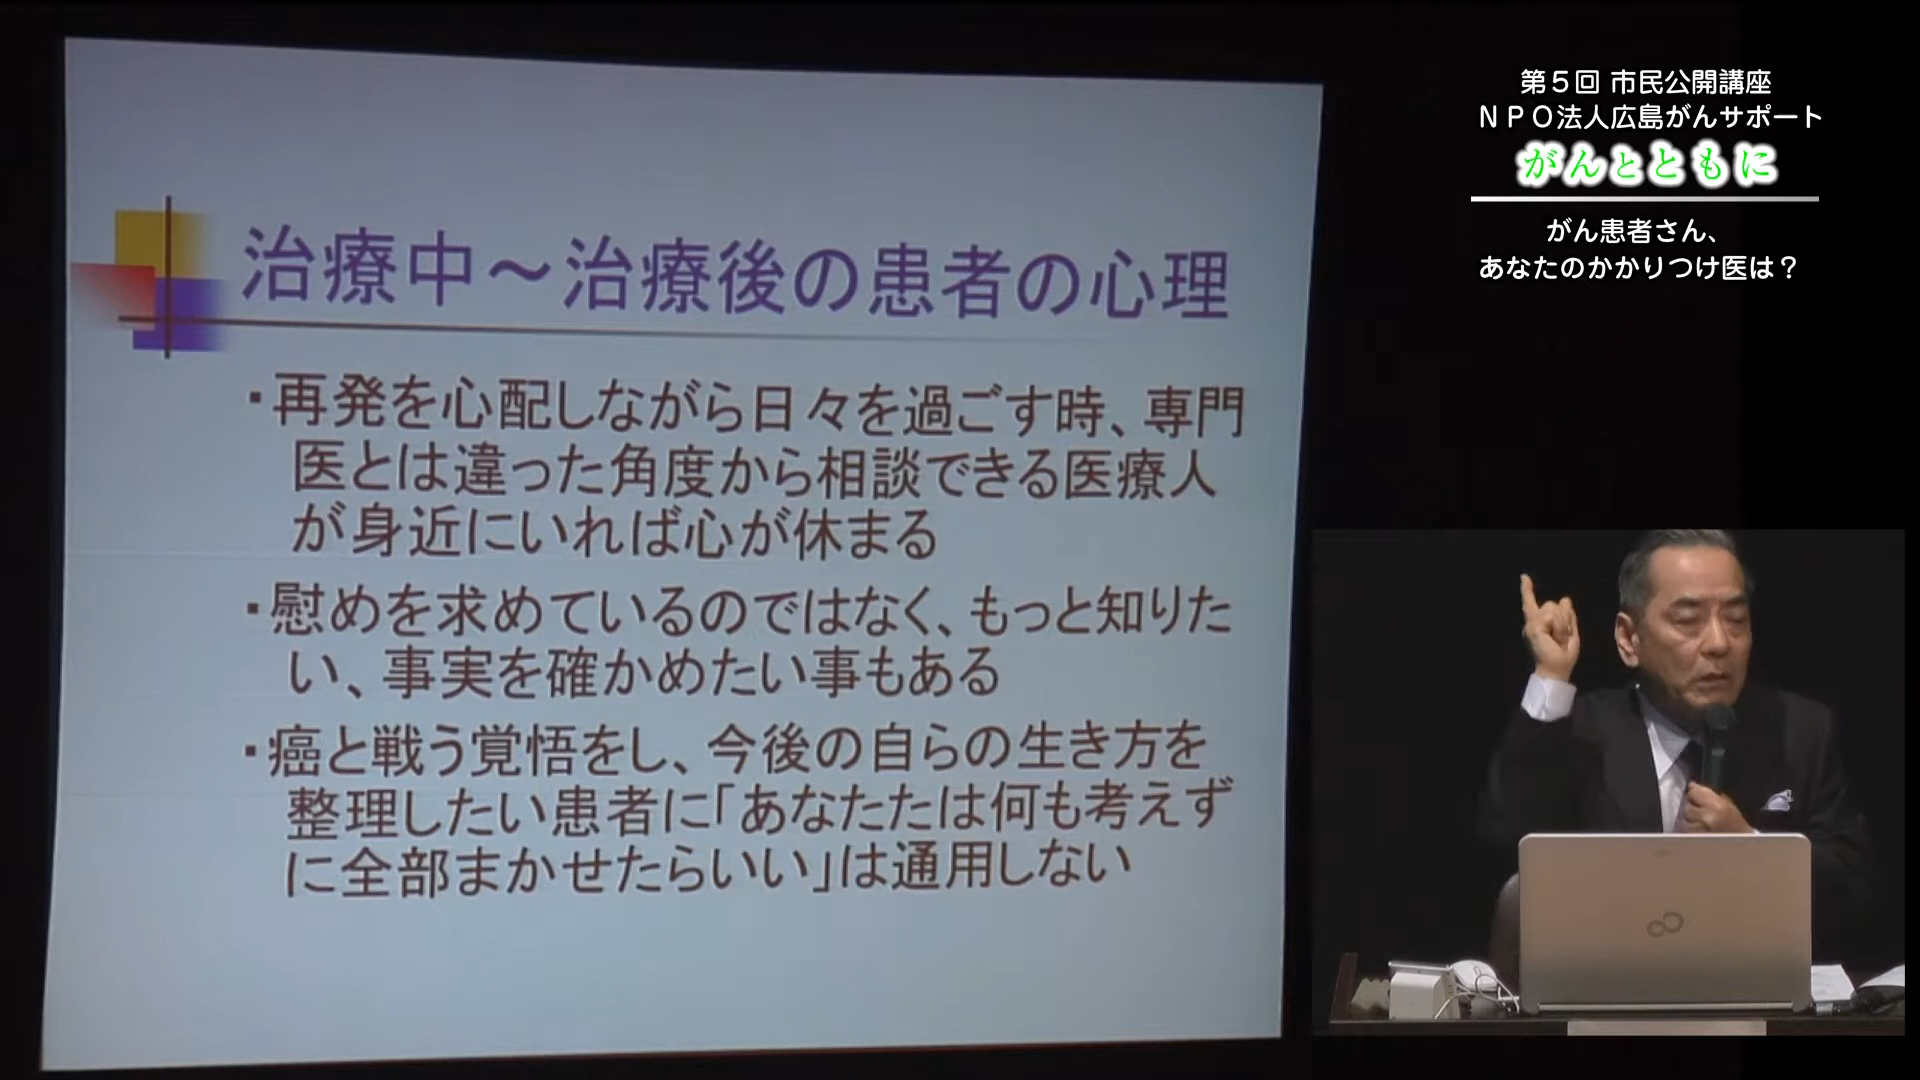 治療中～治療後の患者の心理
・再発を心配しながら日々を過ごす時、専門
医とは違った角度から相談できる医療人
が身近にいれば心が休まる
・慰めを求めているのではなく、もっと知りた
い、事実を確かめたい事もある
・癌と戦う覚悟をし、今後の自らの生き方を
整理したい患者に「あなたたは何も考えず
に全部まかせたらいい」は通用しない
第５回 市民公開講座
ＮＰＯ法人広島がんサポート
がんとともに
がん患者さん、
あなたのかかりつけ医は？